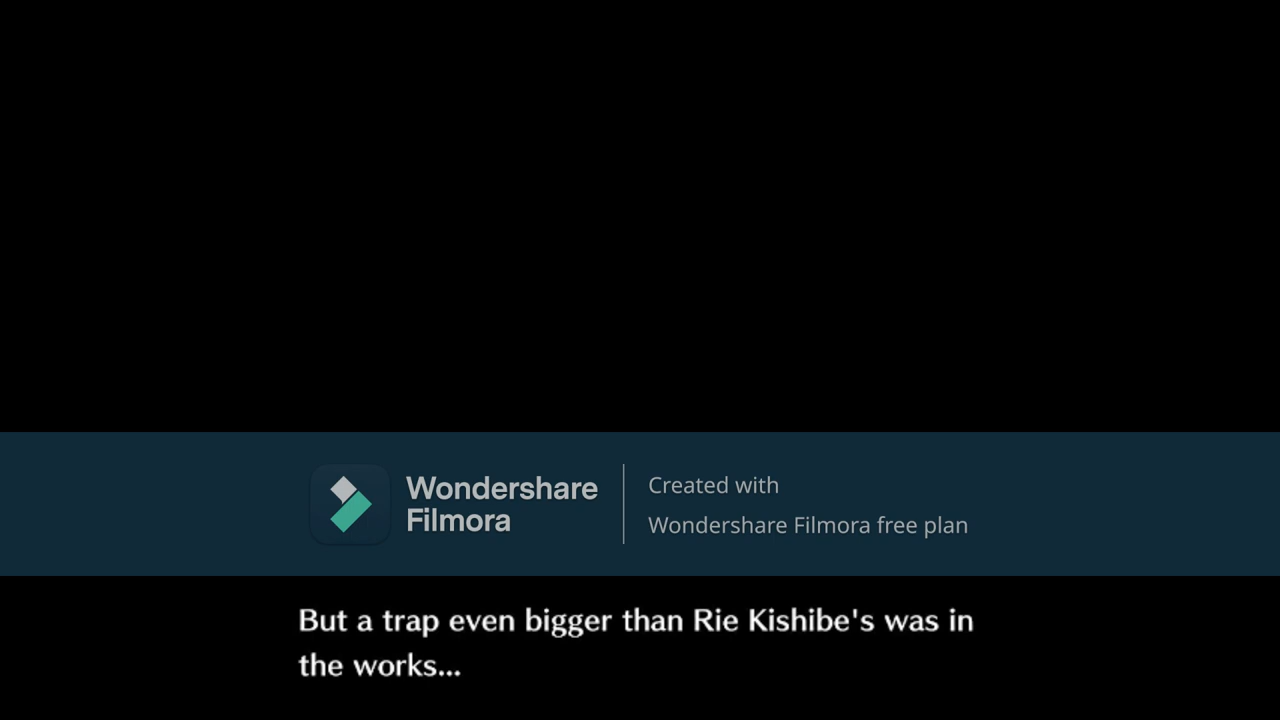 Wondershare
Filmora
Created with
Wondershare Filmora free plan
But a trap even bigger than Rie Kishibe's was in
the works...